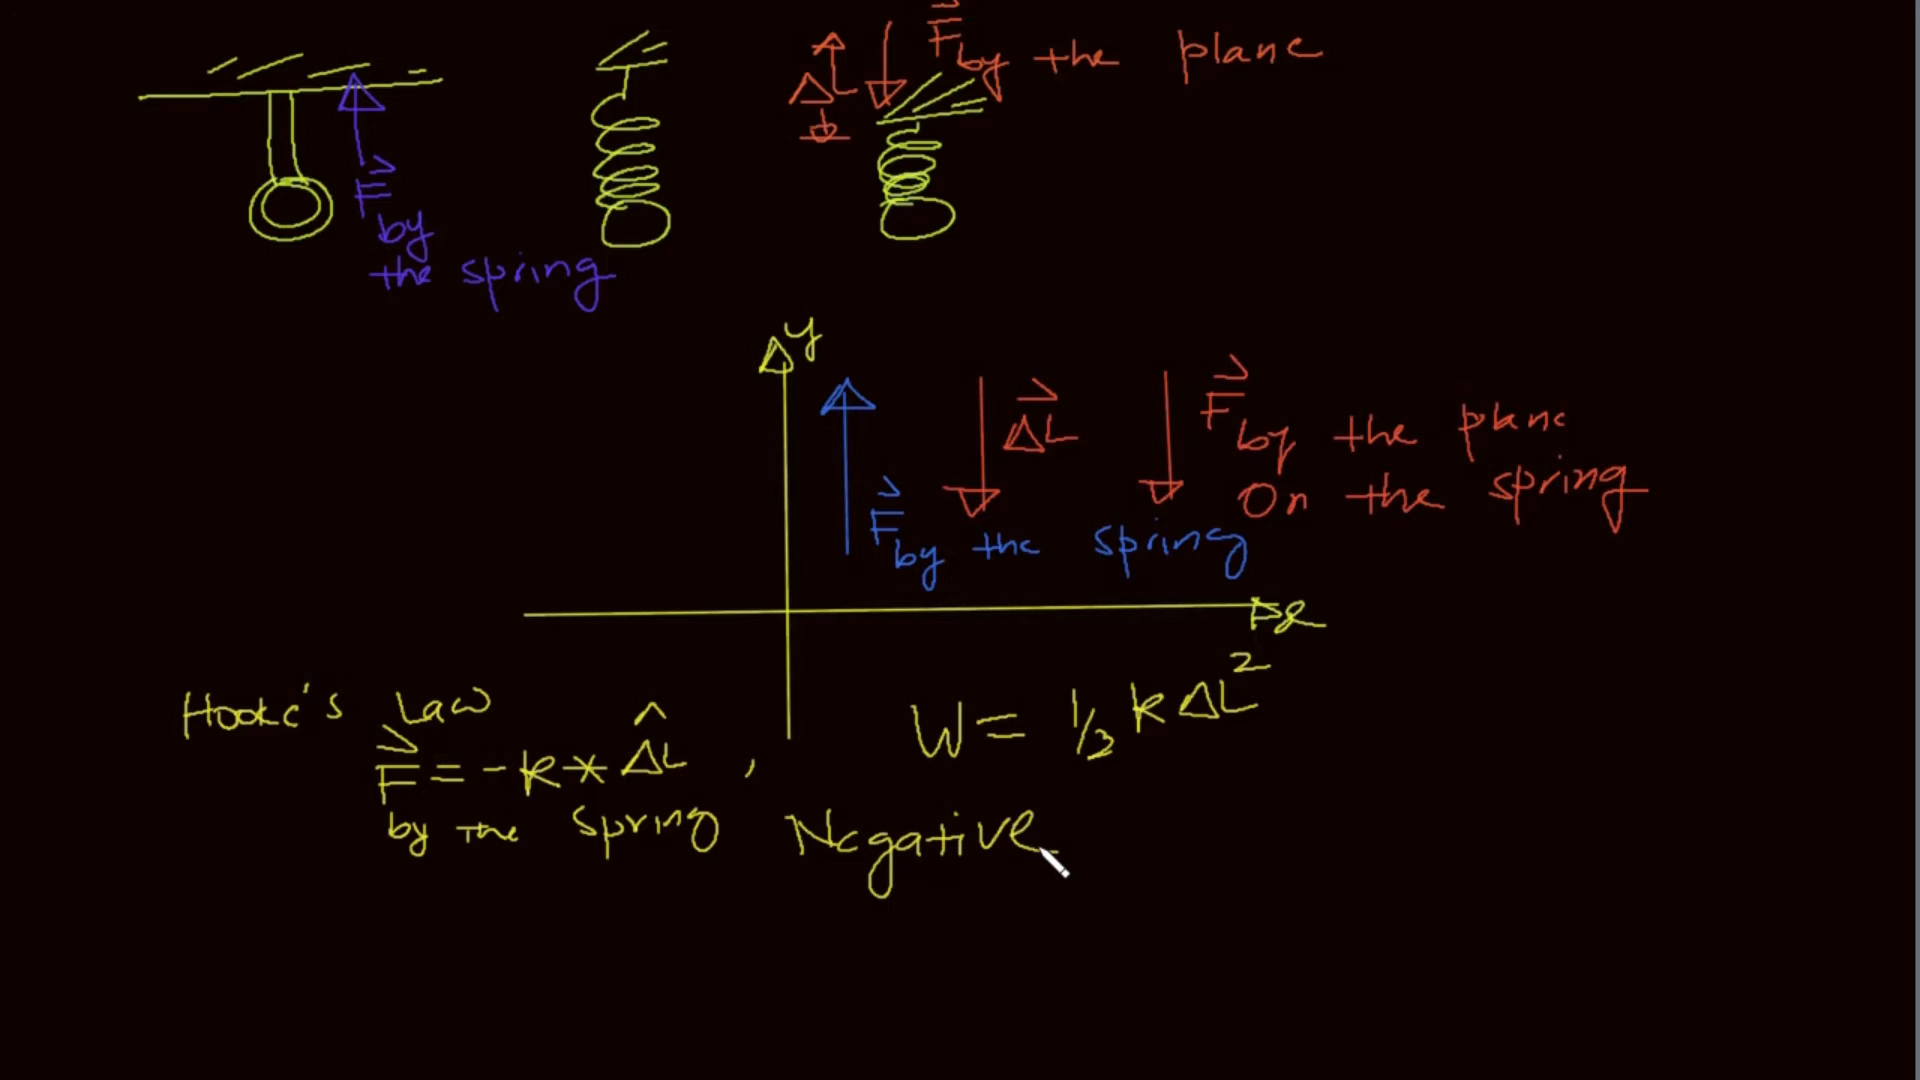 F by the plane
ΔL
F by
the spring
y
ΔL
F by the plane
On the spring
F by the spring
x
Hooke's Law
F = -k * ΔL , W = 1/2 k ΔL²
by the spring
Negative